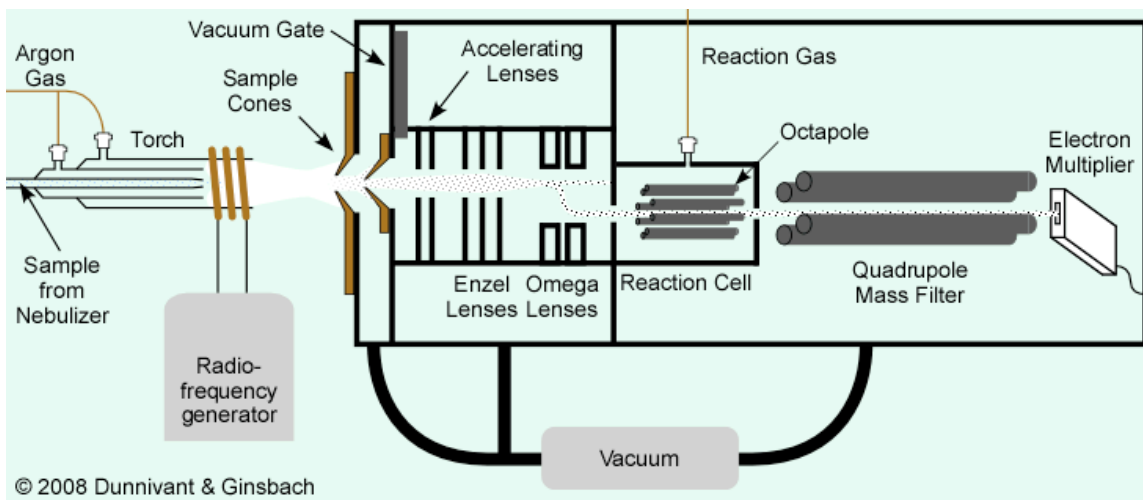 Argon
Gas
Torch
Sample
from
Nebulizer
Radio-
frequency
generator
Sample
Cones
Vacuum Gate
Accelerating
Lenses
Enzel
Lenses
Omega
Lenses
Reaction Gas
Octapole
Reaction Cell
Quadrupole
Mass Filter
Electron
Multiplier
Vacuum
© 2008 Dunnivant & Ginsbach